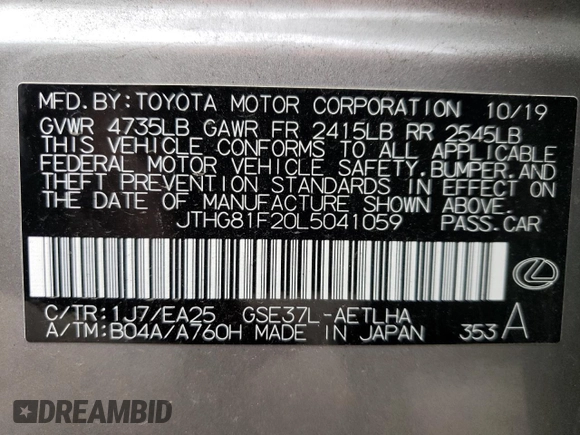 MFD.BY:TOYOTA MOTOR CORPORATION 10/19
GVWR 4735LB GAWR FR 2415LB RR 2545LB
THIS VEHICLE CONFORMS TO ALL APPLICABLE
FEDERAL MOTOR VEHICLE SAFETY,BUMPER,AND
THEFT PREVENTION STANDARDS IN EFFECT ON
THE DATE OF MANUFACTURE SHOWN ABOVE.
JTHG81F20L5041059 PASS.CAR
C/TR:1J7/EA25 GSE37L-AETLHA
A/TM:B04A/A760H MADE IN JAPAN 353A
DREAMBID